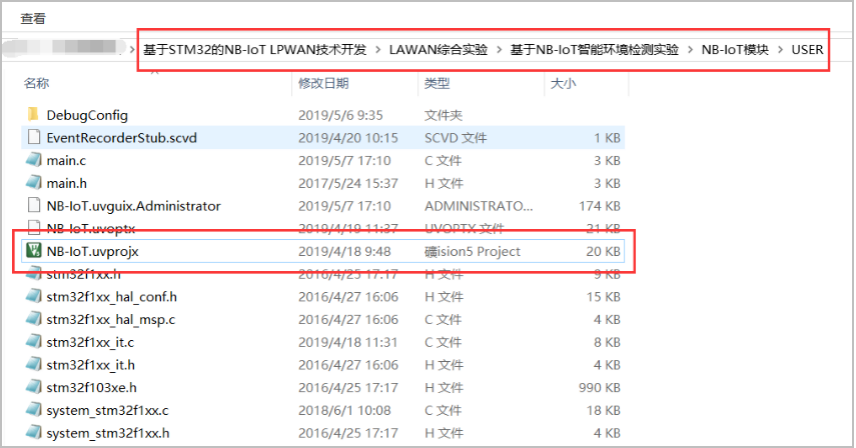 查看
基于STM32的NB-IoT LPWAN技术开发 > LAWAN综合实验 > 基于NB-IoT智能环境检测实验 > NB-IoT模块 > USER
名称 修改日期 类型 大小
DebugConfig 2019/5/6 9:35 文件夹
EventRecorderStub.scvd 2019/4/20 10:15 SCVD 文件 1 KB
main.c 2019/5/7 17:10 C 文件 3 KB
main.h 2017/5/24 15:37 H 文件 3 KB
NB-IoT.uvguix.Administrator 2019/5/7 17:10 ADMINISTRATO... 174 KB
NB-IoT.uvoptx 2019/4/19 11:37 UVOPTX 文件 21 KB
NB-IoT.uvprojx 2019/4/18 9:48 礦ision5 Project 20 KB
stm32f1xx.h 2016/4/25 17:17 H 文件 9 KB
stm32f1xx_hal_conf.h 2016/4/27 16:06 H 文件 15 KB
stm32f1xx_hal_msp.c 2016/4/27 16:06 C 文件 4 KB
stm32f1xx_it.c 2019/4/18 11:31 C 文件 8 KB
stm32f1xx_it.h 2016/4/27 16:06 H 文件 4 KB
stm32f103xe.h 2016/4/25 17:17 H 文件 990 KB
system_stm32f1xx.c 2018/6/1 10:08 C 文件 18 KB
system_stm32f1xx.h 2016/4/25 17:17 H 文件 4 KB